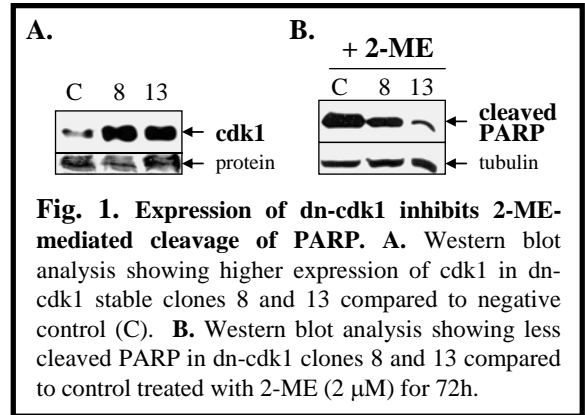 A.
C 8 13
cdk1
protein
B.
+ 2-ME
C 8 13
cleaved
PARP
tubulin
Fig. 1. Expression of dn-cdk1 inhibits 2-ME-
mediated cleavage of PARP. A. Western blot
analysis showing higher expression of cdk1 in dn-
cdk1 stable clones 8 and 13 compared to negative
control (C). B. Western blot analysis showing less
cleaved PARP in dn-cdk1 clones 8 and 13 compared
to control treated with 2-ME (2 μM) for 72h.